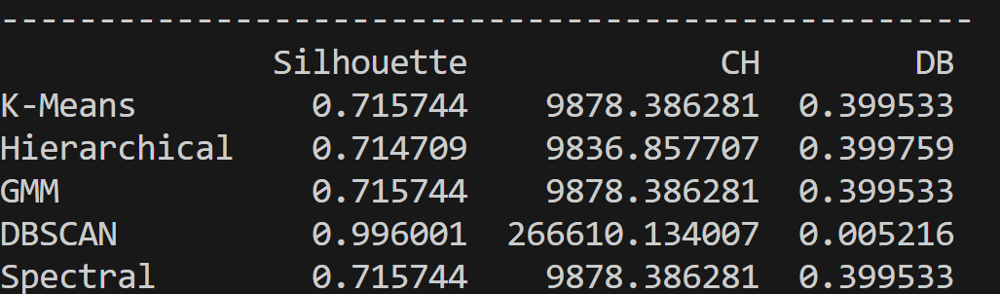 --------------------------------------------------
Silhouette CH DB
K-Means 0.715744 9878.386281 0.399533
Hierarchical 0.714709 9836.857707 0.399759
GMM 0.715744 9878.386281 0.399533
DBSCAN 0.996001 266610.134007 0.005216
Spectral 0.715744 9878.386281 0.399533